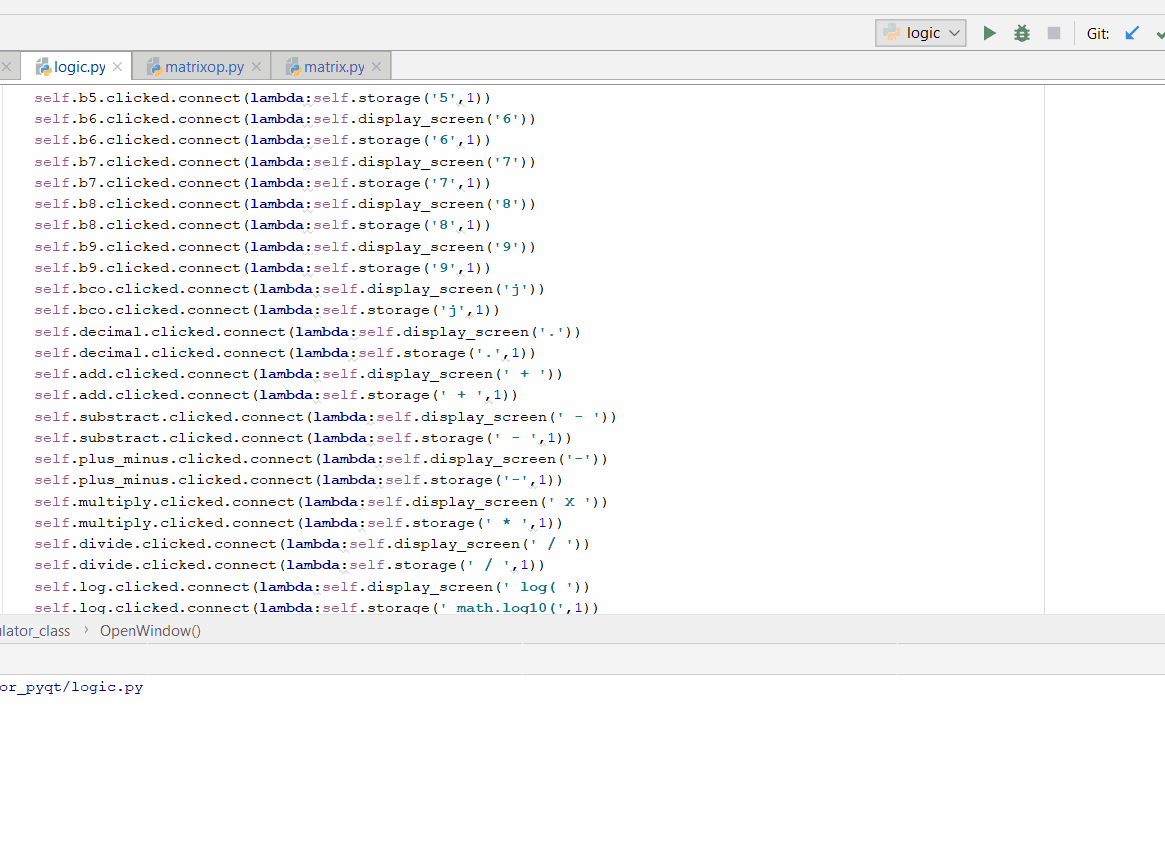 logic
Git:
logic.py
matrixop.py
matrix.py
self.b5.clicked.connect(lambda:self.storage('5',1))
self.b6.clicked.connect(lambda:self.display_screen('6'))
self.b6.clicked.connect(lambda:self.storage('6',1))
self.b7.clicked.connect(lambda:self.display_screen('7'))
self.b7.clicked.connect(lambda:self.storage('7',1))
self.b8.clicked.connect(lambda:self.display_screen('8'))
self.b8.clicked.connect(lambda:self.storage('8',1))
self.b9.clicked.connect(lambda:self.display_screen('9'))
self.b9.clicked.connect(lambda:self.storage('9',1))
self.bco.clicked.connect(lambda:self.display_screen('j'))
self.bco.clicked.connect(lambda:self.storage('j',1))
self.decimal.clicked.connect(lambda:self.display_screen('.'))
self.decimal.clicked.connect(lambda:self.storage('.',1))
self.add.clicked.connect(lambda:self.display_screen(' + '))
self.add.clicked.connect(lambda:self.storage(' + ',1))
self.substract.clicked.connect(lambda:self.display_screen(' - '))
self.substract.clicked.connect(lambda:self.storage(' - ',1))
self.plus_minus.clicked.connect(lambda:self.display_screen('-'))
self.plus_minus.clicked.connect(lambda:self.storage('-',1))
self.multiply.clicked.connect(lambda:self.display_screen(' X '))
self.multiply.clicked.connect(lambda:self.storage(' * ',1))
self.divide.clicked.connect(lambda:self.display_screen(' / '))
self.divide.clicked.connect(lambda:self.storage(' / ',1))
self.log.clicked.connect(lambda:self.display_screen(' log( '))
self.log.clicked.connect(lambda:self.storage(' math.log10(',1))
ulator_class › OpenWindow()
or_pyqt/logic.py